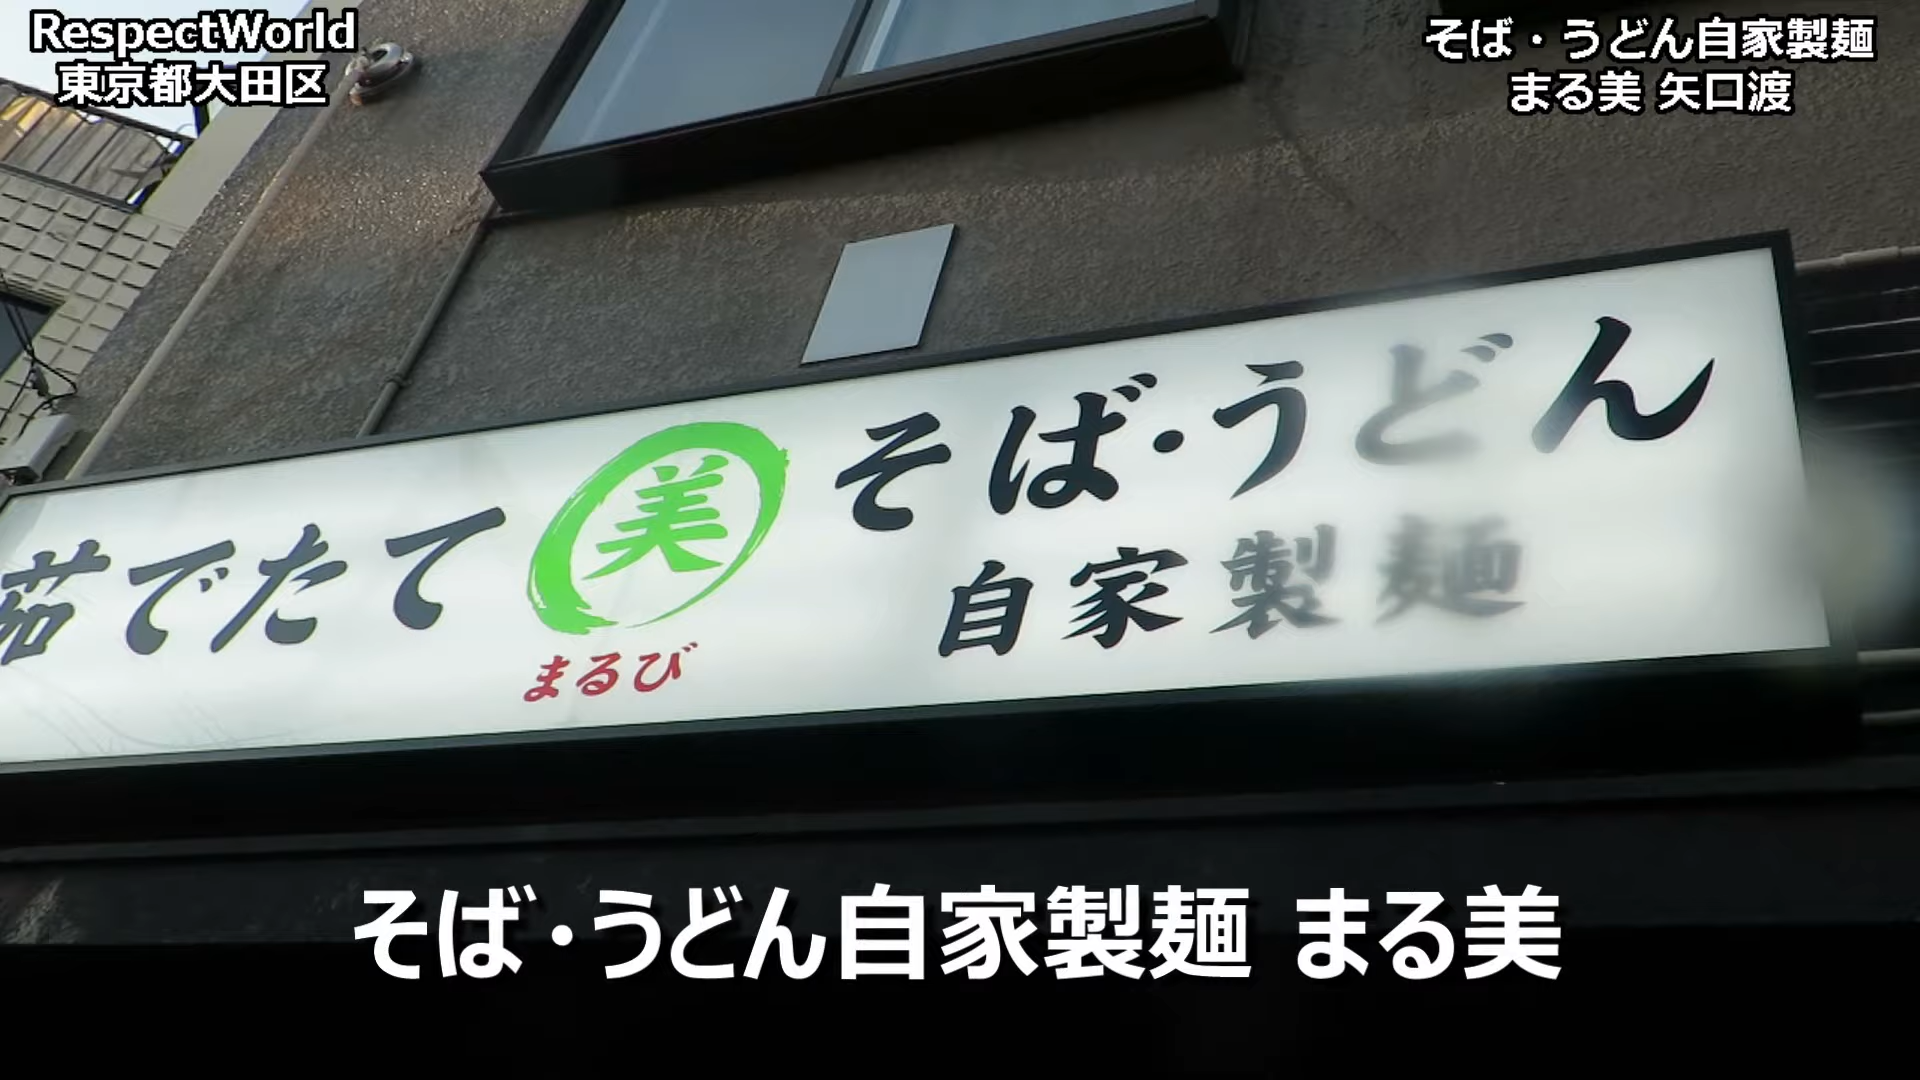 RespectWorld
東京都大田区
そば・うどん自家製麺
まる美 矢口渡
茹でたて
美
まるび
そば・うどん
自家製麺
そば・うどん自家製麺 まる美